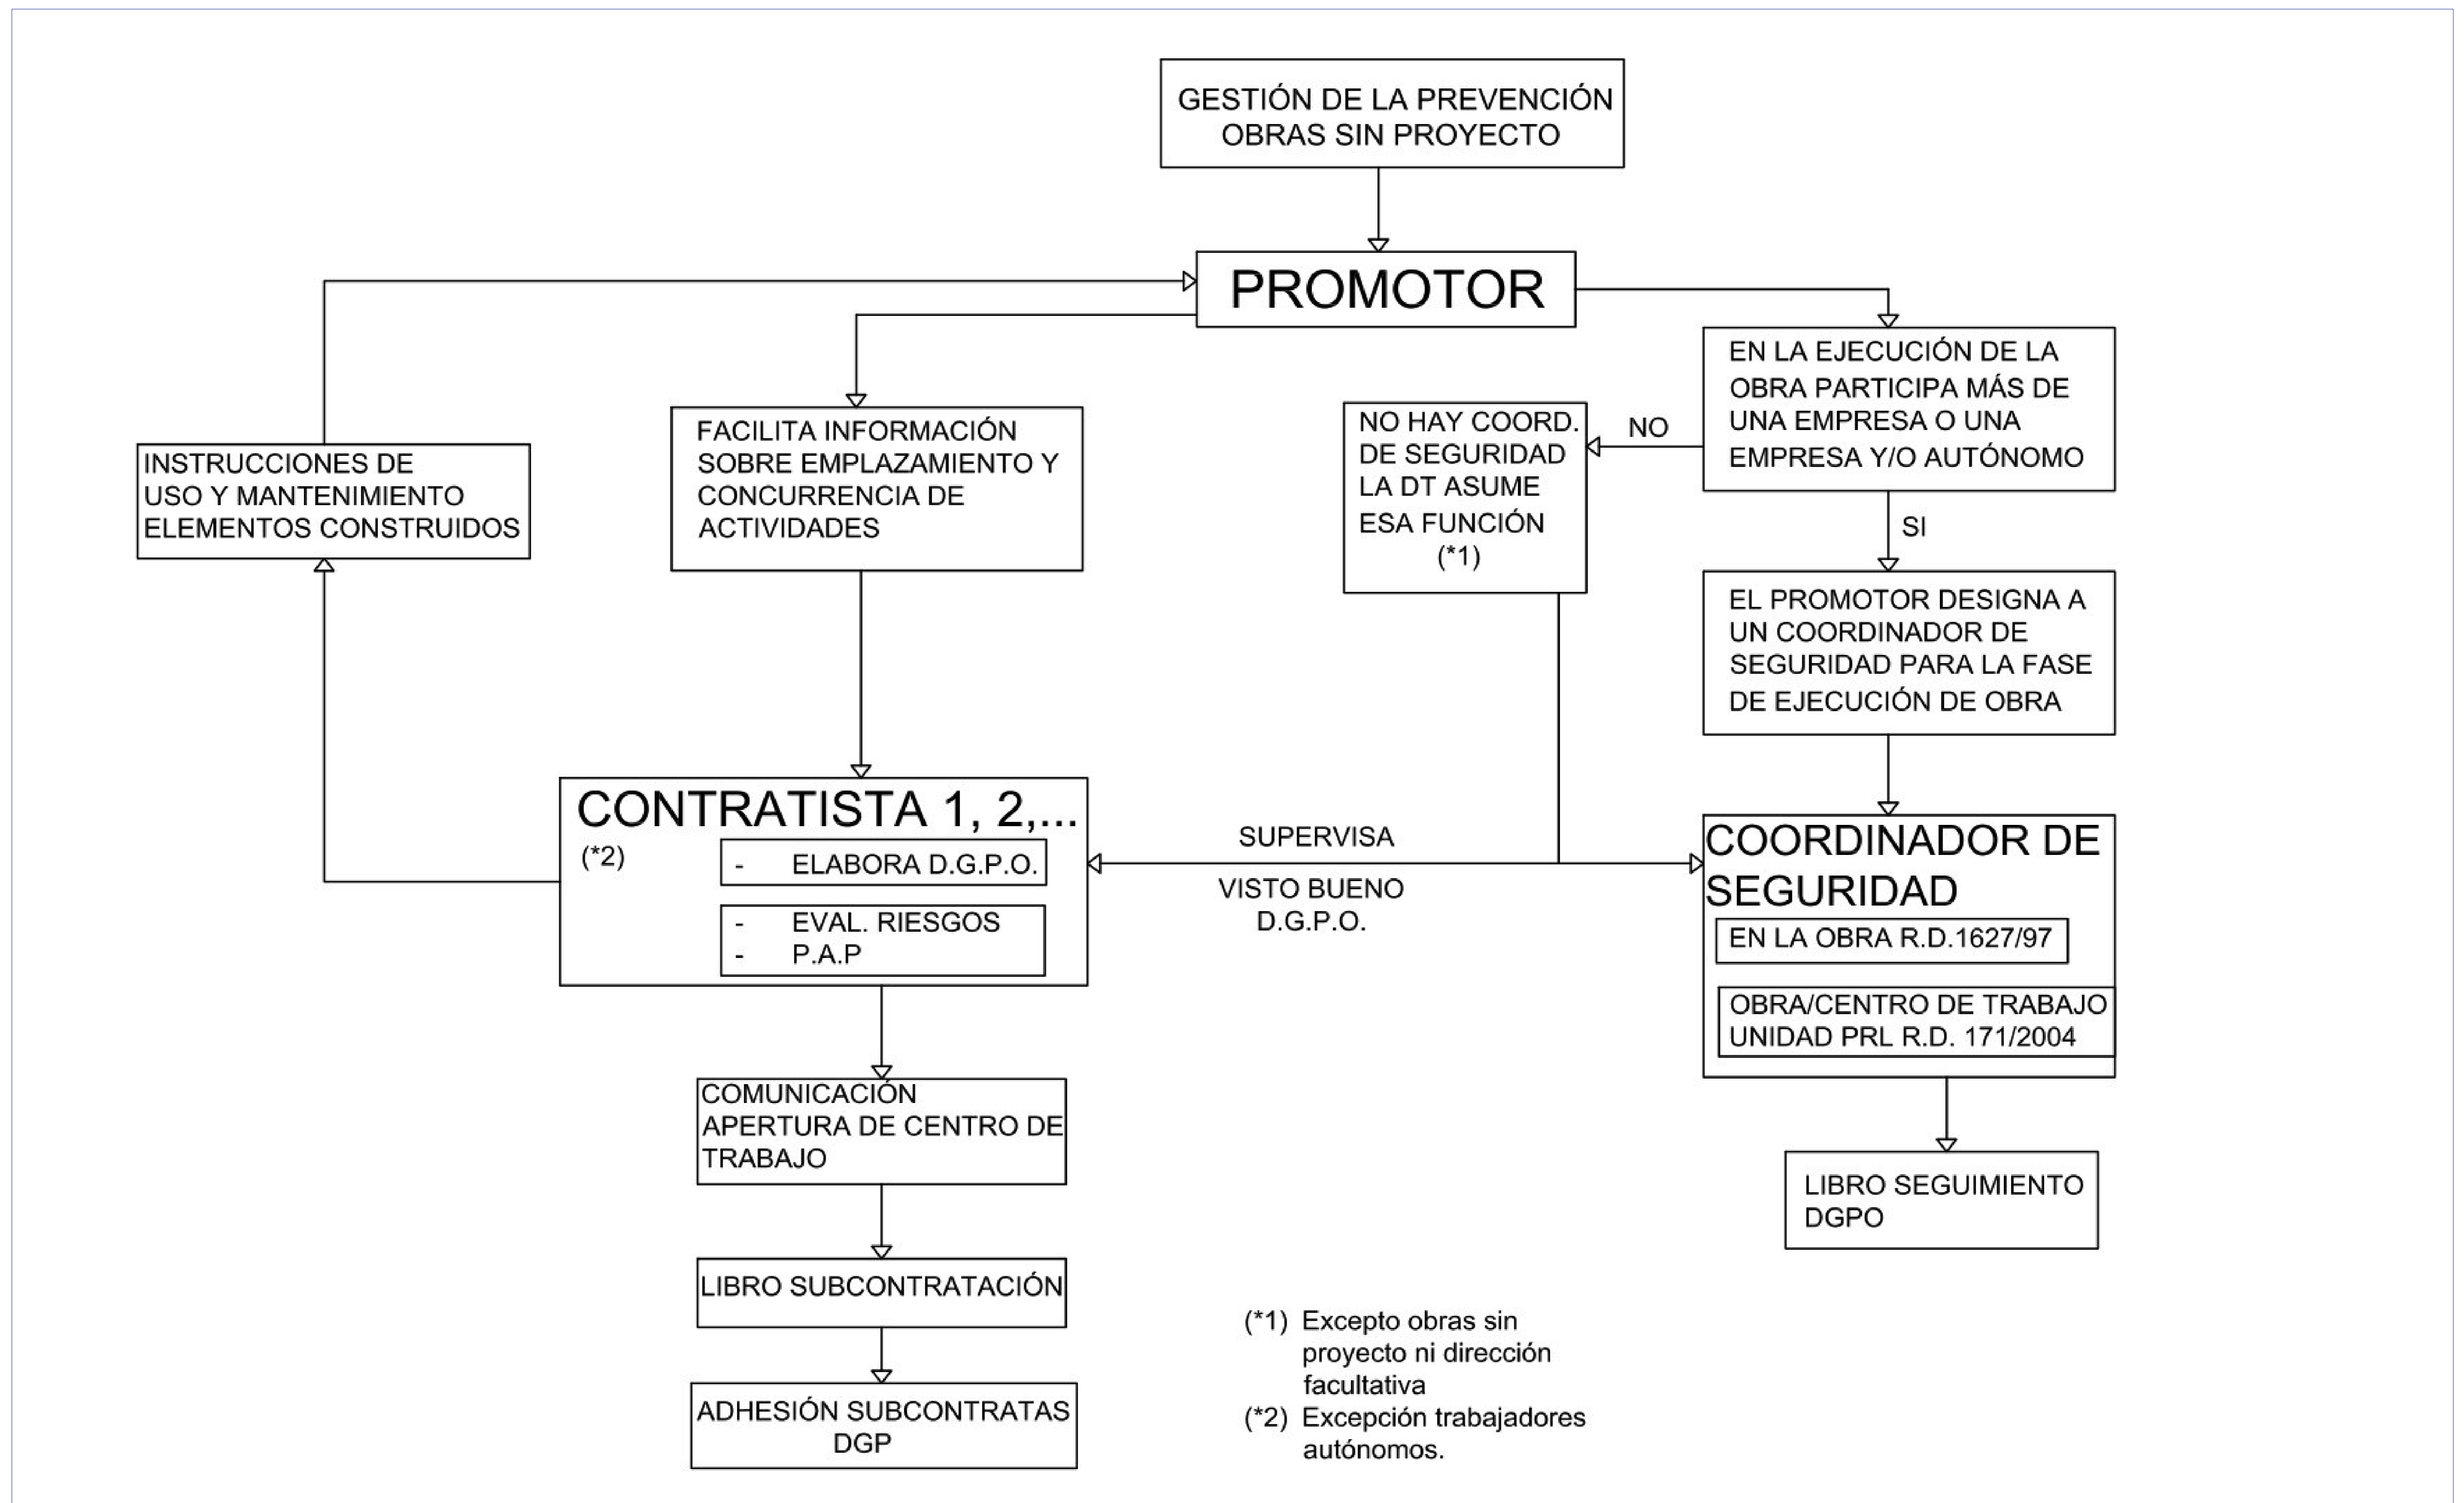 GESTIÓN DE LA PREVENCIÓN
OBRAS SIN PROYECTO
PROMOTOR
EN LA EJECUCIÓN DE LA
OBRA PARTICIPA MÁS DE
UNA EMPRESA O UNA
EMPRESA Y/O AUTÓNOMO
NO
NO HAY COORD.
DE SEGURIDAD
LA DT ASUME
ESA FUNCIÓN
(*1)
FACILITA INFORMACIÓN
SOBRE EMPLAZAMIENTO Y
CONCURRENCIA DE
ACTIVIDADES
INSTRUCCIONES DE
USO Y MANTENIMIENTO
ELEMENTOS CONSTRUIDOS
SI
EL PROMOTOR DESIGNA A
UN COORDINADOR DE
SEGURIDAD PARA LA FASE
DE EJECUCIÓN DE OBRA
CONTRATISTA 1, 2,...
(*2)
- ELABORA D.G.P.O.
- EVAL. RIESGOS
- P.A.P
SUPERVISA
VISTO BUENO
D.G.P.O.
COORDINADOR DE
SEGURIDAD
EN LA OBRA R.D.1627/97
OBRA/CENTRO DE TRABAJO
UNIDAD PRL R.D. 171/2004
COMUNICACIÓN
APERTURA DE CENTRO DE
TRABAJO
LIBRO SEGUIMIENTO
DGPO
LIBRO SUBCONTRATACIÓN
ADHESIÓN SUBCONTRATAS
DGP
(*1) Excepto obras sin
proyecto ni dirección
facultativa
(*2) Excepción trabajadores
autónomos.